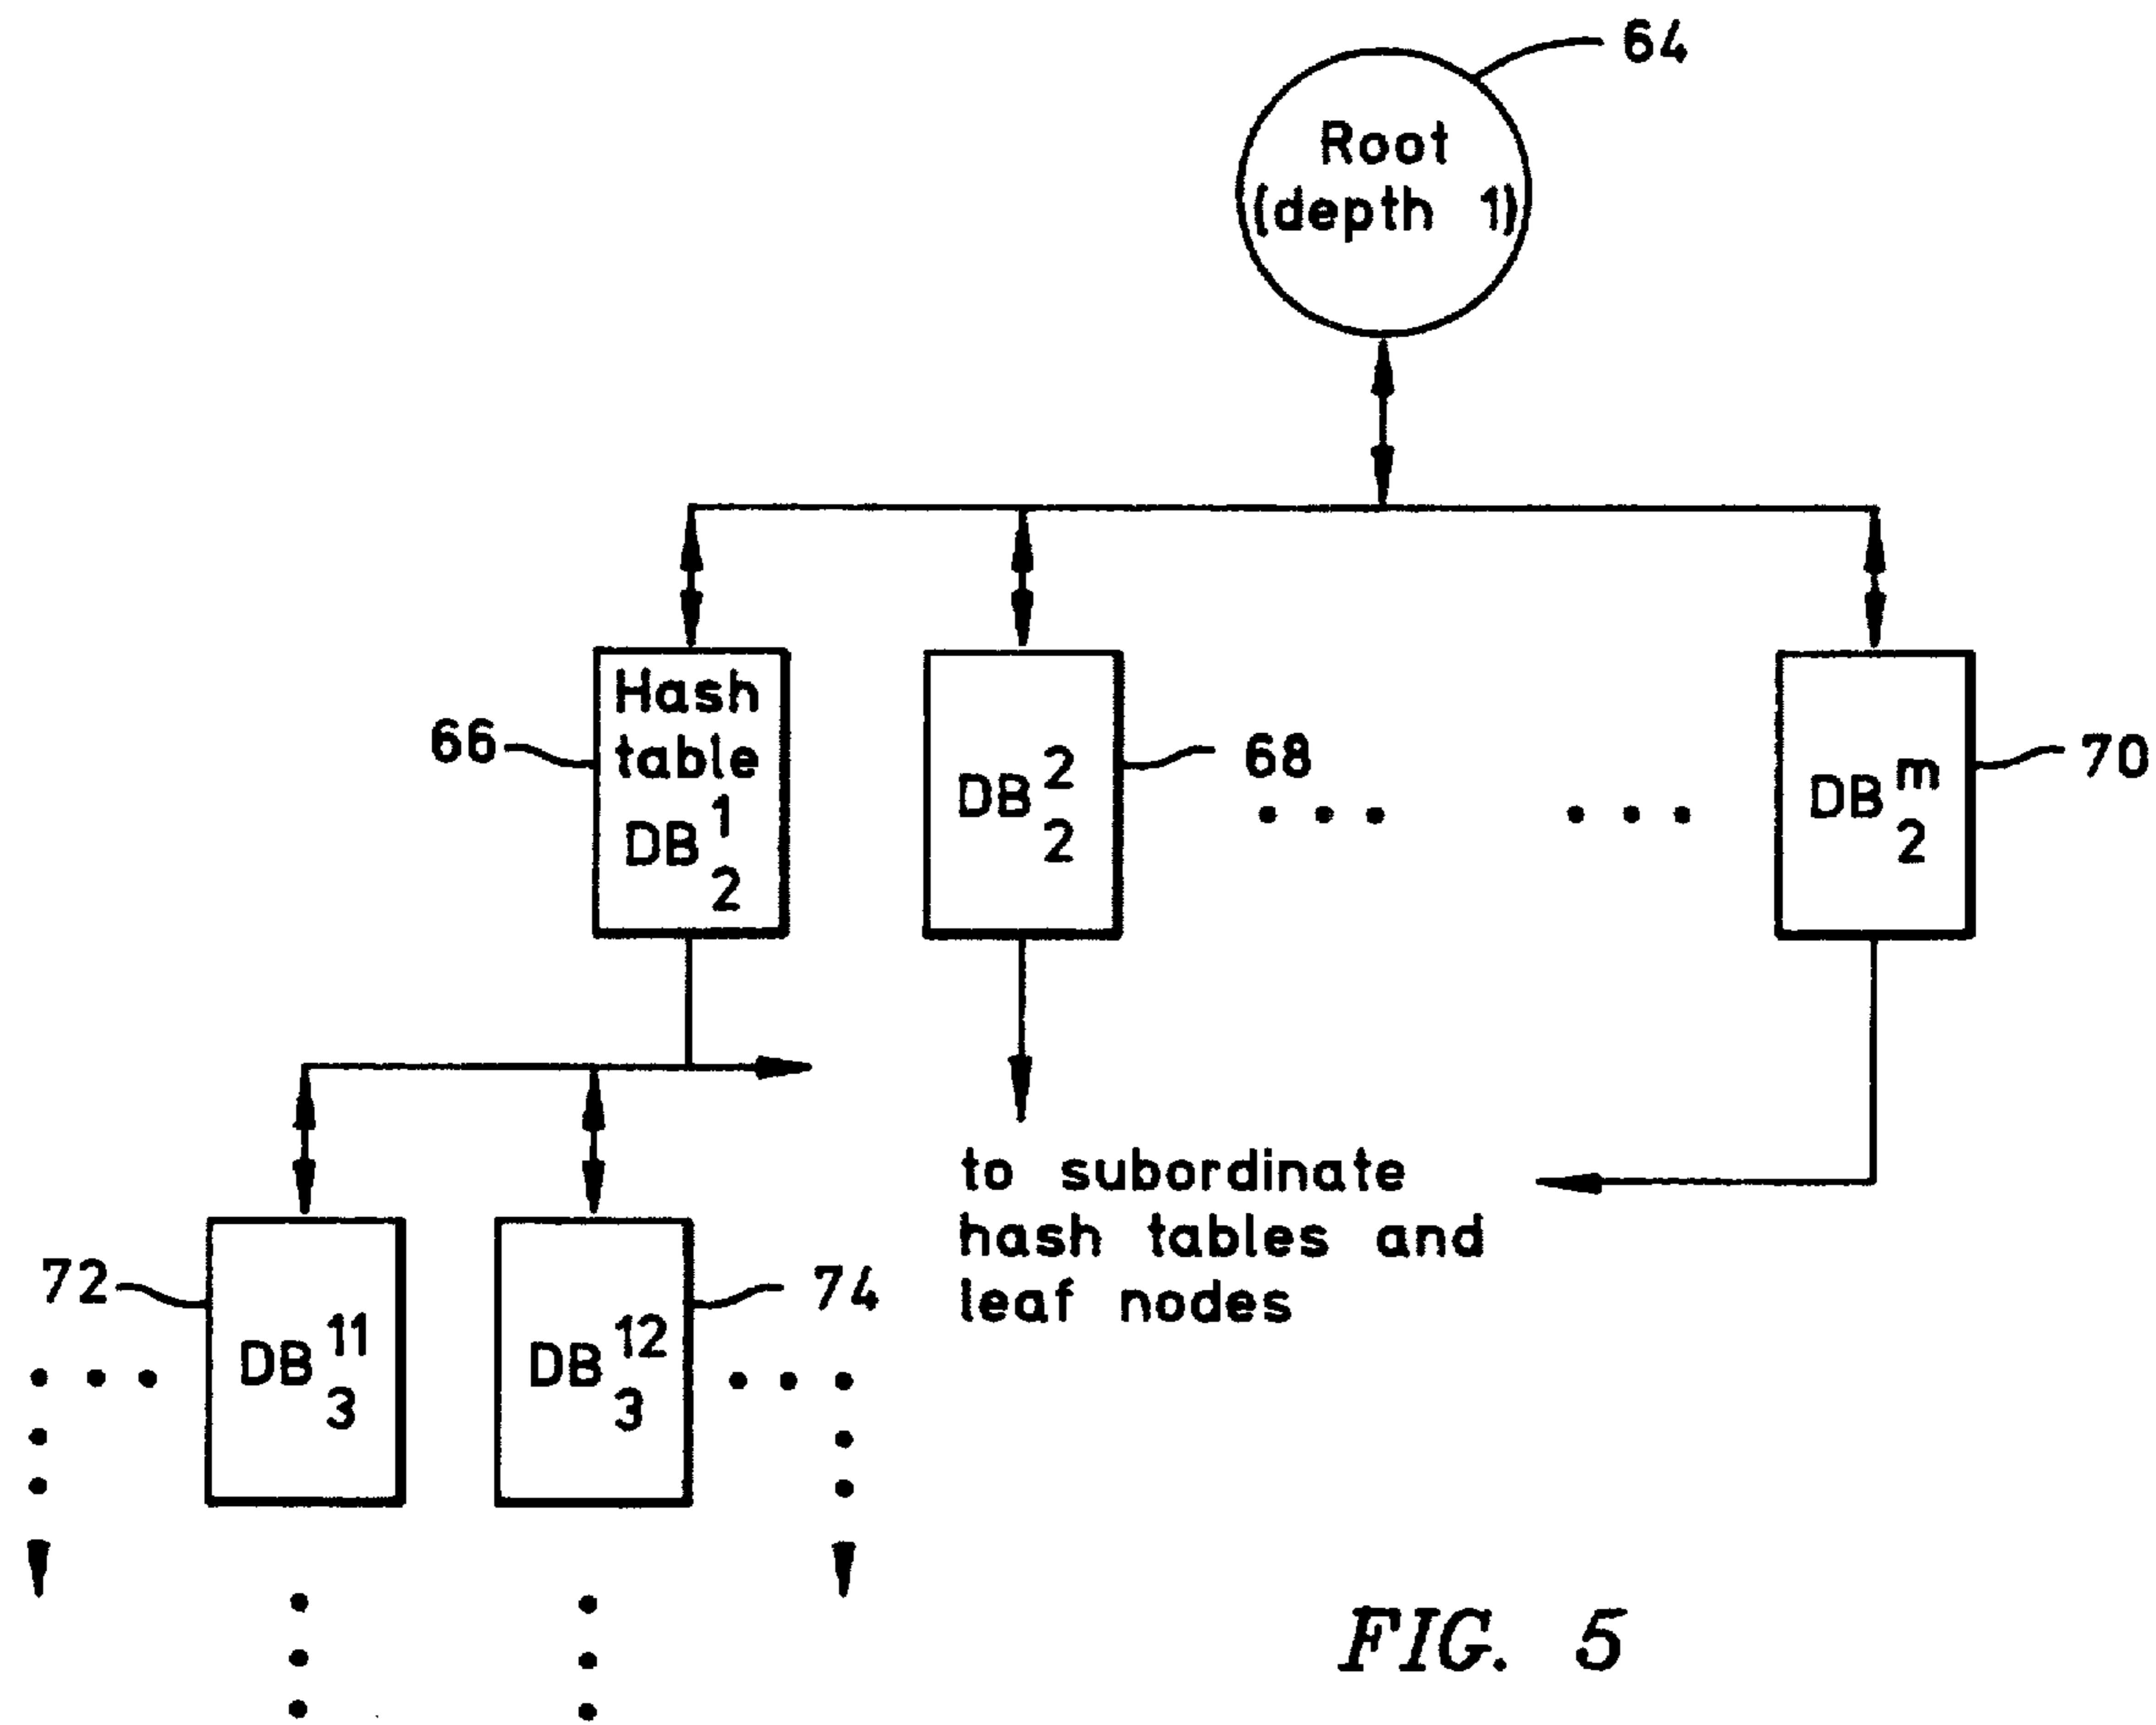 64
Root
(depth 1)
66
Hash
table
DB 1 2
DB 2 2
68
DB m 2
70
72
DB 11 3
DB 12 3
74
to subordinate
hash tables and
leaf nodes
FIG. 5